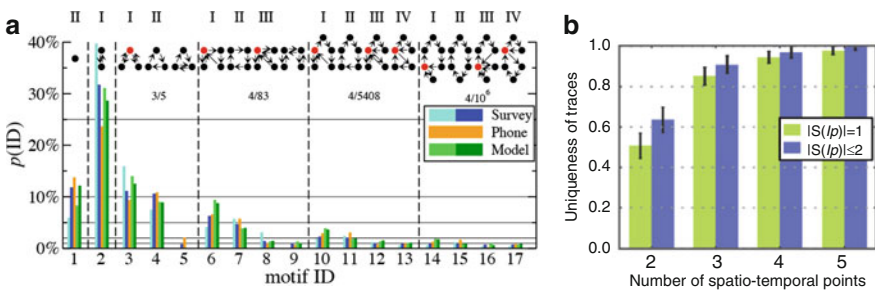 a
II I I II I II III I II III IV I II III IV
40%
30%
20%
10%
0%
p(ID)
3/5 4/83 4/5408 4/10^6
Survey
Phone
Model
1 2 3 4 5 6 7 8 9 10 11 12 13 14 15 16 17
motif ID
b
1.0
0.8
0.6
0.4
0.2
0.0
Uniqueness of traces
|S(Ip)|=1
|S(Ip)|≤2
2 3 4 5
Number of spatio-temporal points